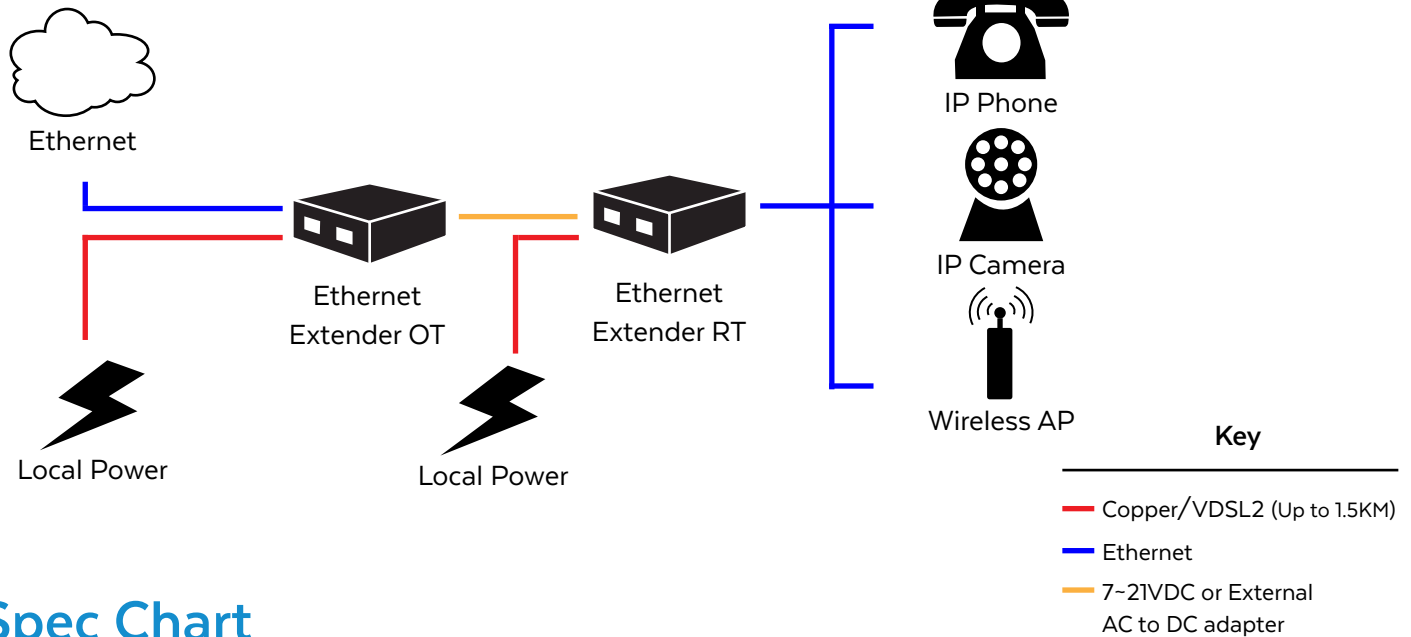 IP Phone
Ethernet
IP Camera
Ethernet
Extender OT
Ethernet
Extender RT
Wireless AP
Local Power
Local Power
Key
Copper/VDSL2 (Up to 1.5KM)
Ethernet
7~21VDC or External
AC to DC adapter
Spec Chart